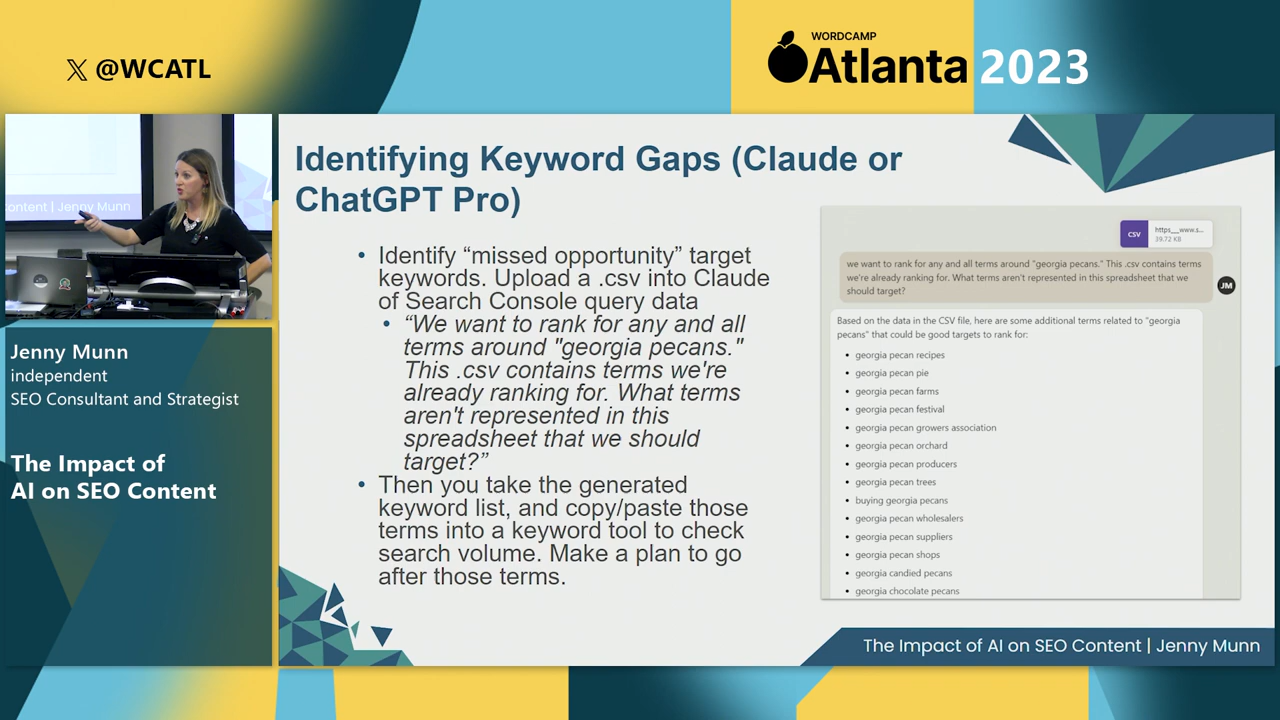 𝕏 @WCATL
WORDCAMP
Atlanta 2023
content | Jenny Munn
Jenny Munn
independent
SEO Consultant and Strategist
The Impact of
AI on SEO Content
Identifying Keyword Gaps (Claude or
ChatGPT Pro)
• Identify “missed opportunity” target
keywords. Upload a .csv into Claude
of Search Console query data
• “We want to rank for any and all
terms around "georgia pecans."
This .csv contains terms we're
already ranking for. What terms
aren't represented in this
spreadsheet that we should
target?”
• Then you take the generated
keyword list, and copy/paste those
terms into a keyword tool to check
search volume. Make a plan to go
after those terms.
CSV
https__www.s...
39.72 KB
we want to rank for any and all terms around "georgia pecans." This .csv contains terms
we're already ranking for. What terms aren't represented in this spreadsheet that we
should target?
JM
Based on the data in the CSV file, here are some additional terms related to "georgia
pecans" that could be good targets to rank for:
• georgia pecan recipes
• georgia pecan pie
• georgia pecan farms
• georgia pecan festival
• georgia pecan growers association
• georgia pecan orchard
• georgia pecan producers
• georgia pecan trees
• buying georgia pecans
• georgia pecan wholesalers
• georgia pecan suppliers
• georgia pecan shops
• georgia candied pecans
• georgia chocolate pecans
The Impact of AI on SEO Content | Jenny Munn